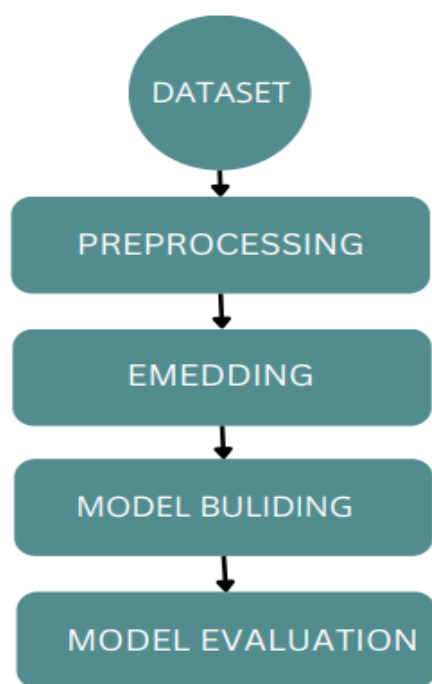 DATASET
PREPROCESSING
EMEDDING
MODEL BULIDING
MODEL EVALUATION